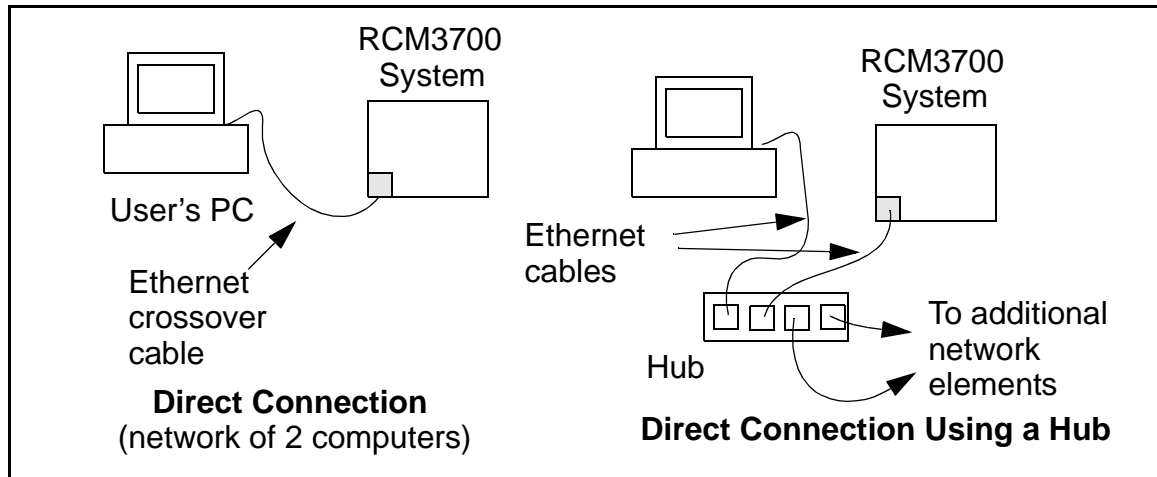 RCM3700
System
User's PC
Ethernet
crossover
cable
Direct Connection
(network of 2 computers)
RCM3700
System
Ethernet
cables
Hub
To additional
network
elements
Direct Connection Using a Hub